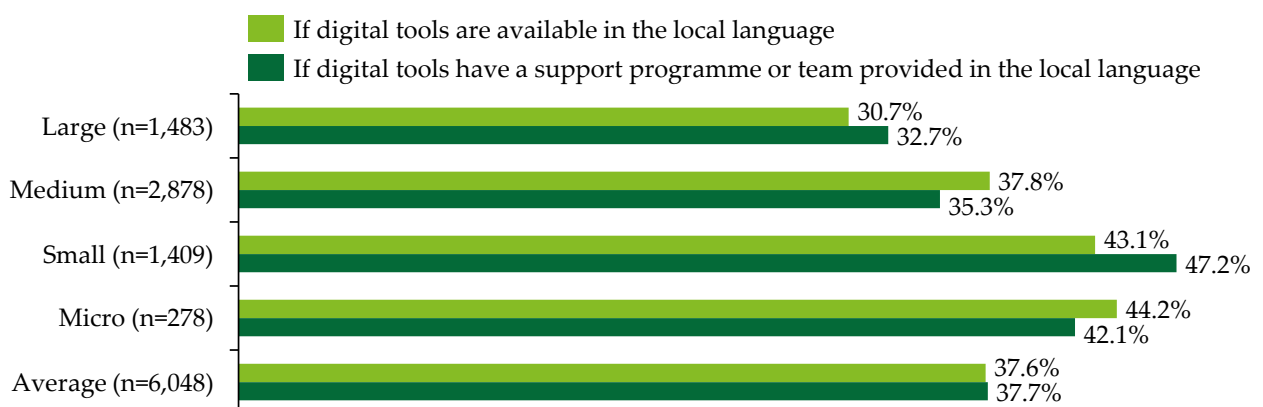 If digital tools are available in the local language
If digital tools have a support programme or team provided in the local language
Large (n=1,483)
30.7%
32.7%
Medium (n=2,878)
37.8%
35.3%
Small (n=1,409)
43.1%
47.2%
Micro (n=278)
44.2%
42.1%
Average (n=6,048)
37.6%
37.7%